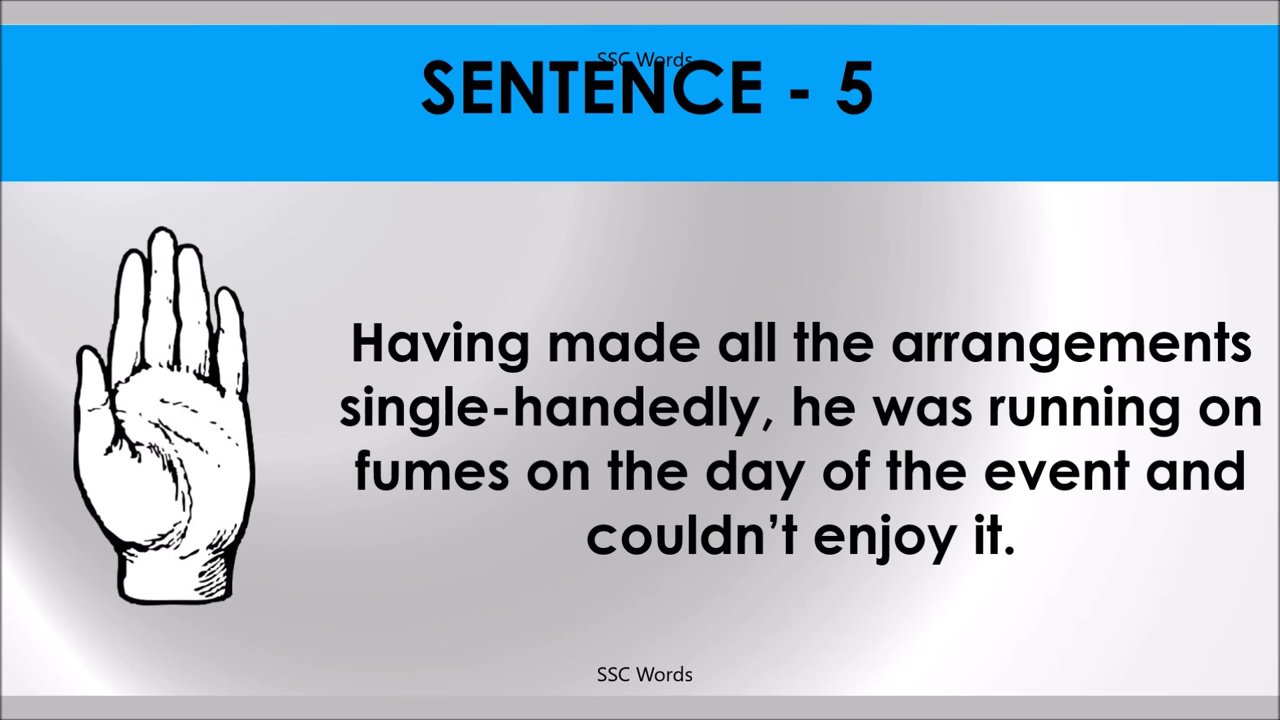 SSC Words
SENTENCE - 5
Having made all the arrangements
single-handedly, he was running on
fumes on the day of the event and
couldn’t enjoy it.
SSC Words